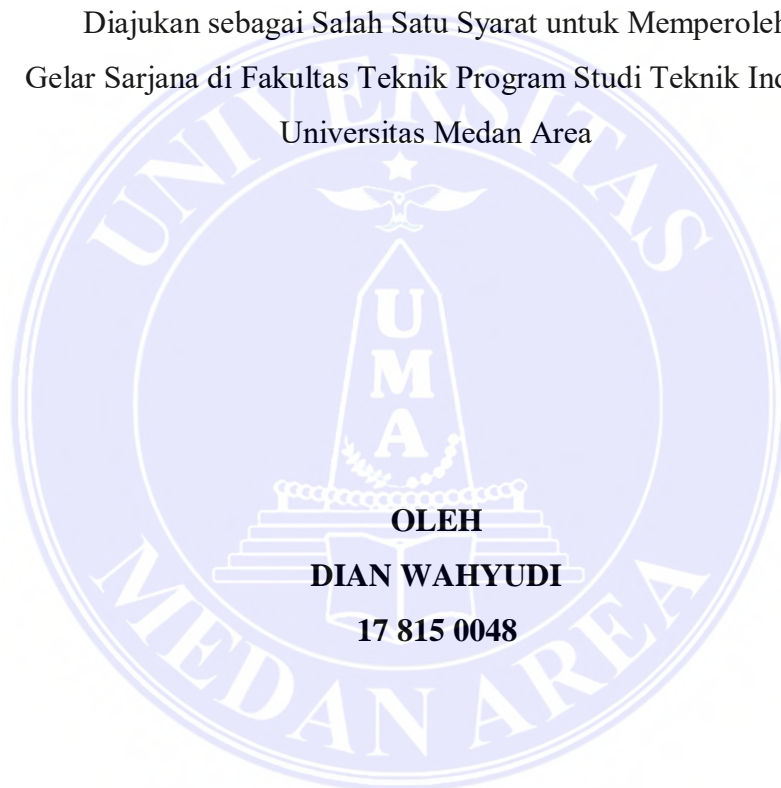 Diajukan sebagai Salah Satu Syarat untuk Memperoleh
Gelar Sarjana di Fakultas Teknik Program Studi Teknik
Universitas Medan Area
UNIVERSITAS
UMA
OLEH
DIAN WAHYUDI
17 815 0048
MEDAN AREA